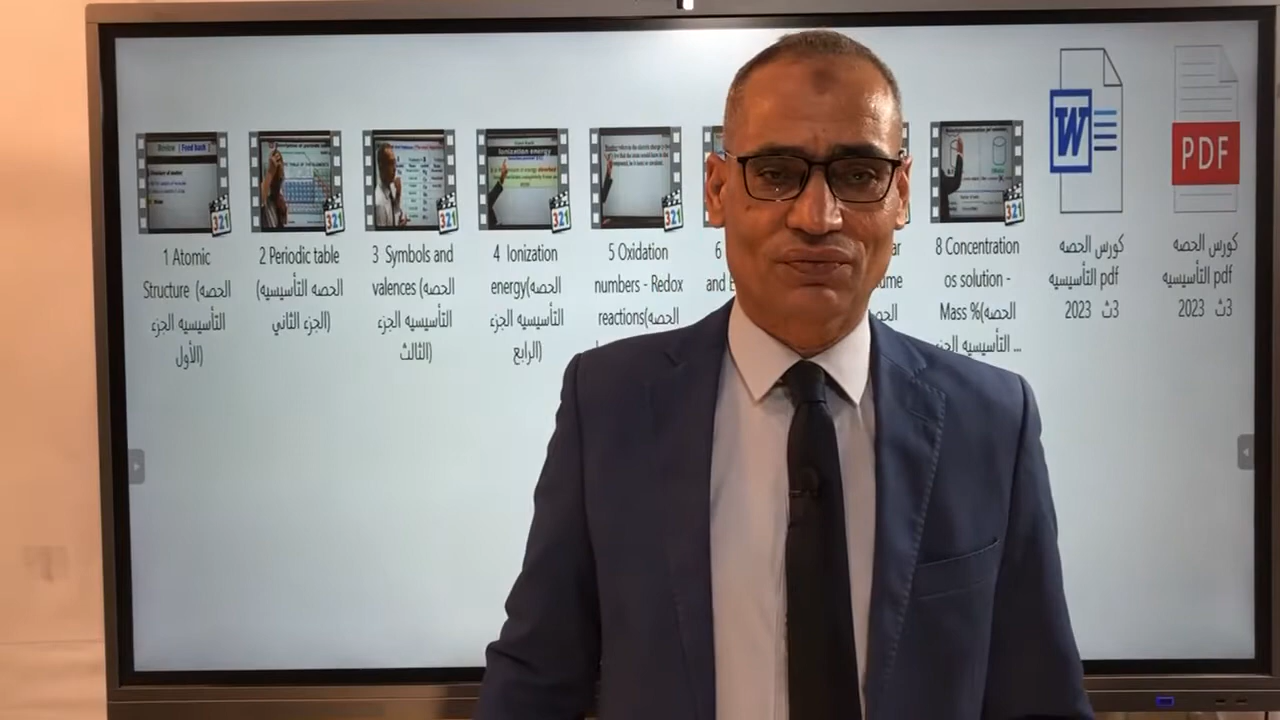 1 Atomic
Structure (الحصه
التأسيسيه الجزء
الأول)
2 Periodic table
(الحصه التأسيسيه
الجزء الثاني)
3 Symbols and
valences (الحصه
التأسيسيه الجزء
الثالث)
4 Ionization
energy(الحصه
التأسيسيه الجزء
الرابع)
5 Oxidation
numbers - Redox
reactions(الحصه
6
and
8 Concentration
os solution -
Mass %(الحصه
التأسيسيه الجزء ...
W
كورس الحصه
التأسيسيه pdf
3ث 2023
PDF
كورس الحصه
التأسيسيه pdf
3ث 2023
Review [ Feed back ]
Ionization energy
321
321
321
321
321
321